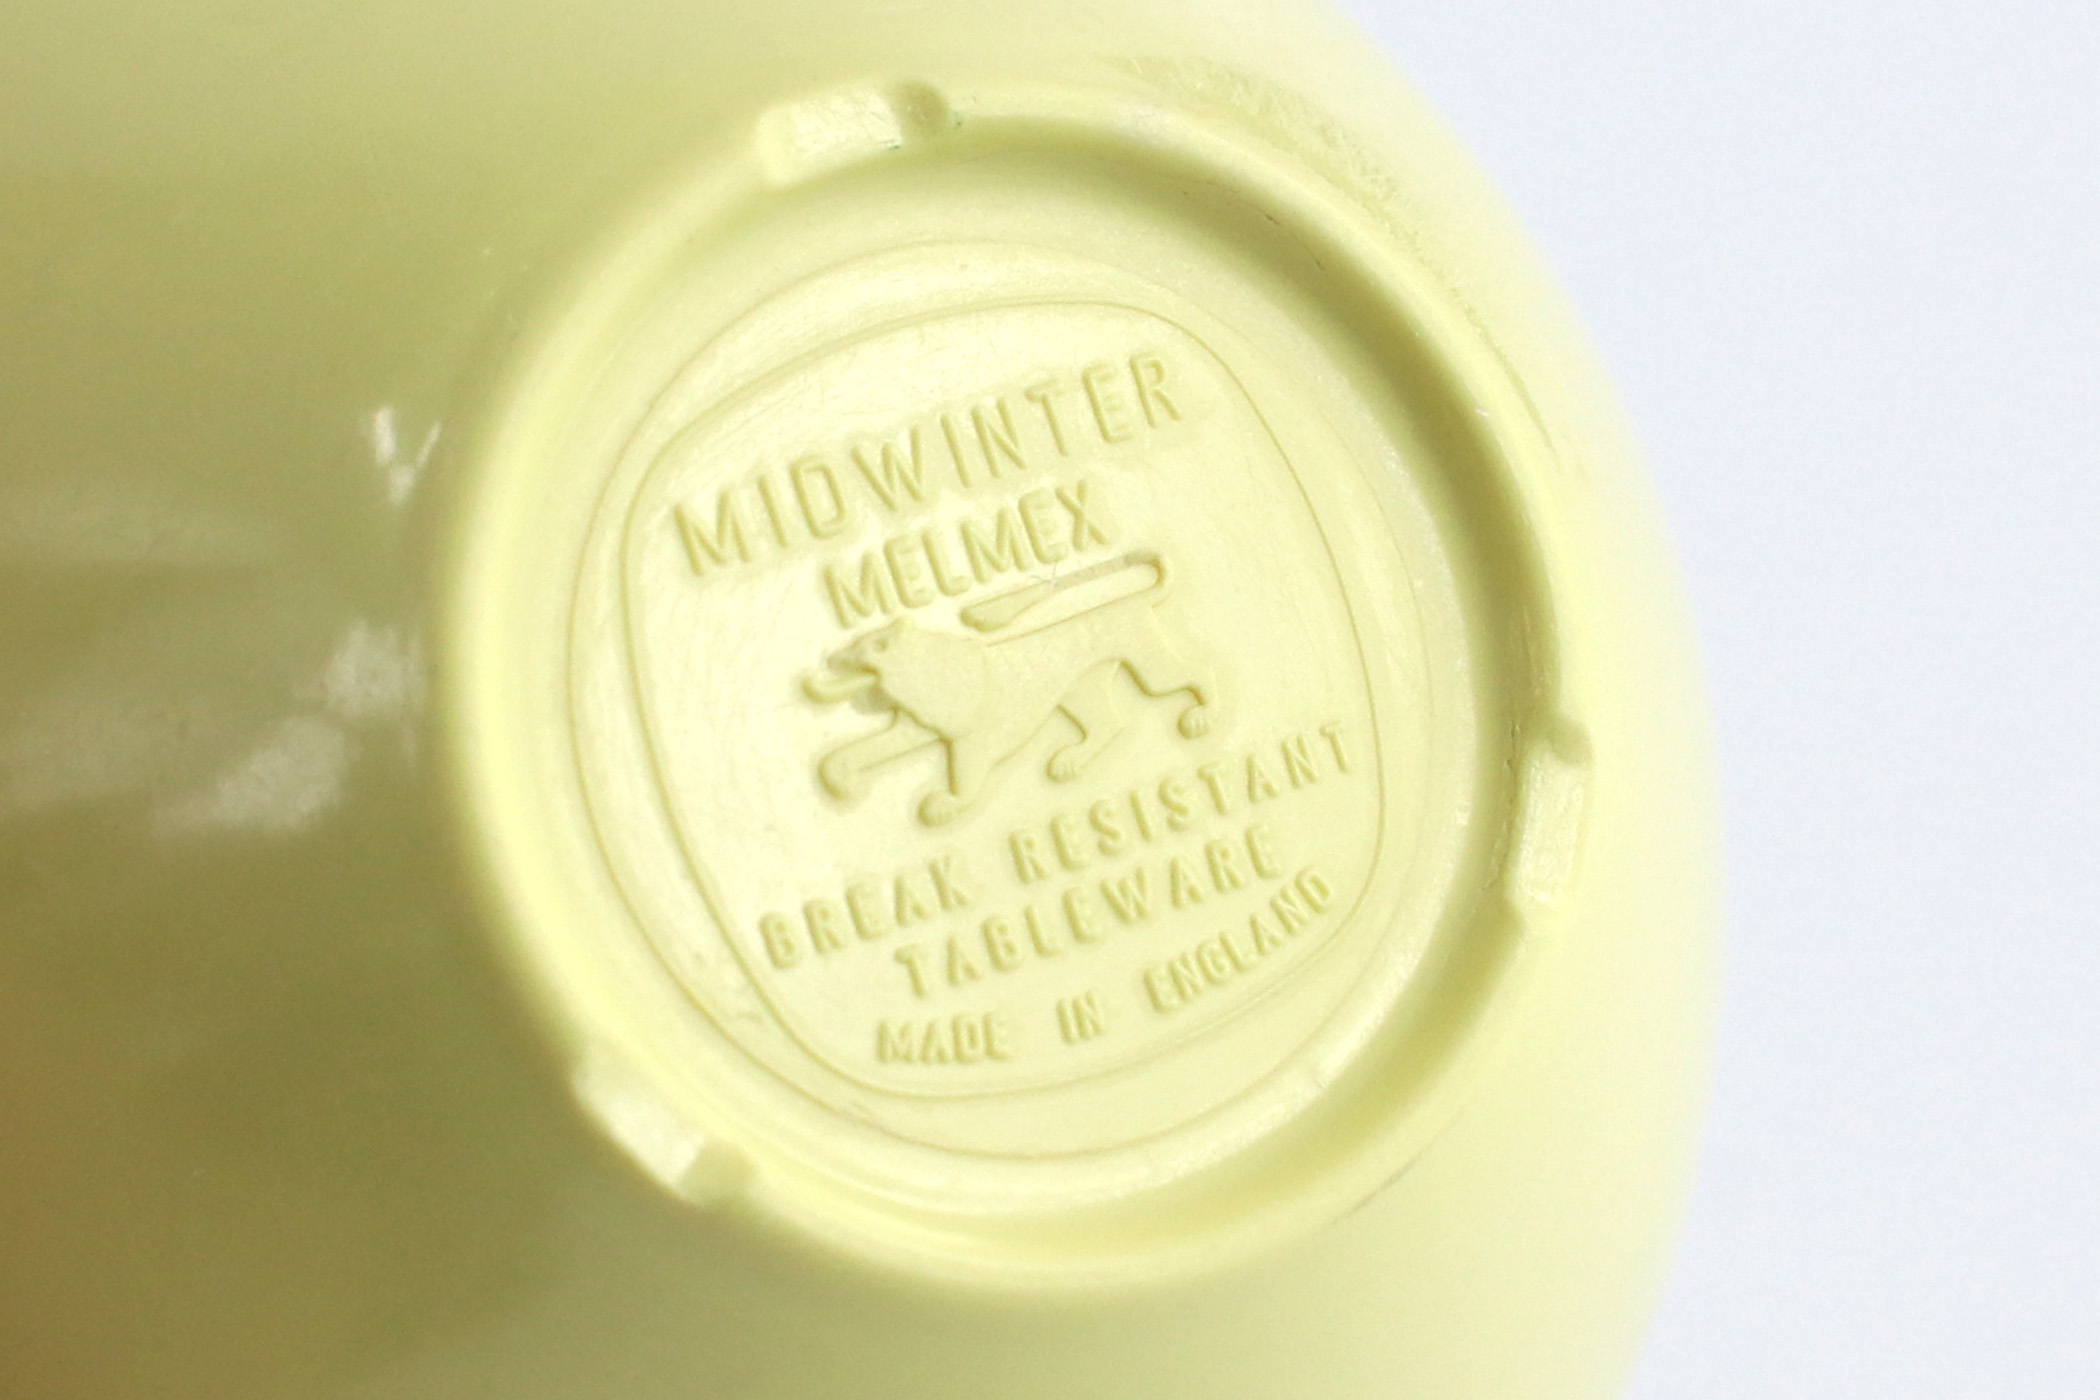 MIDWINTER
MELMEX
BREAK RESISTANT
TABLEWARE
MADE IN ENGLAND